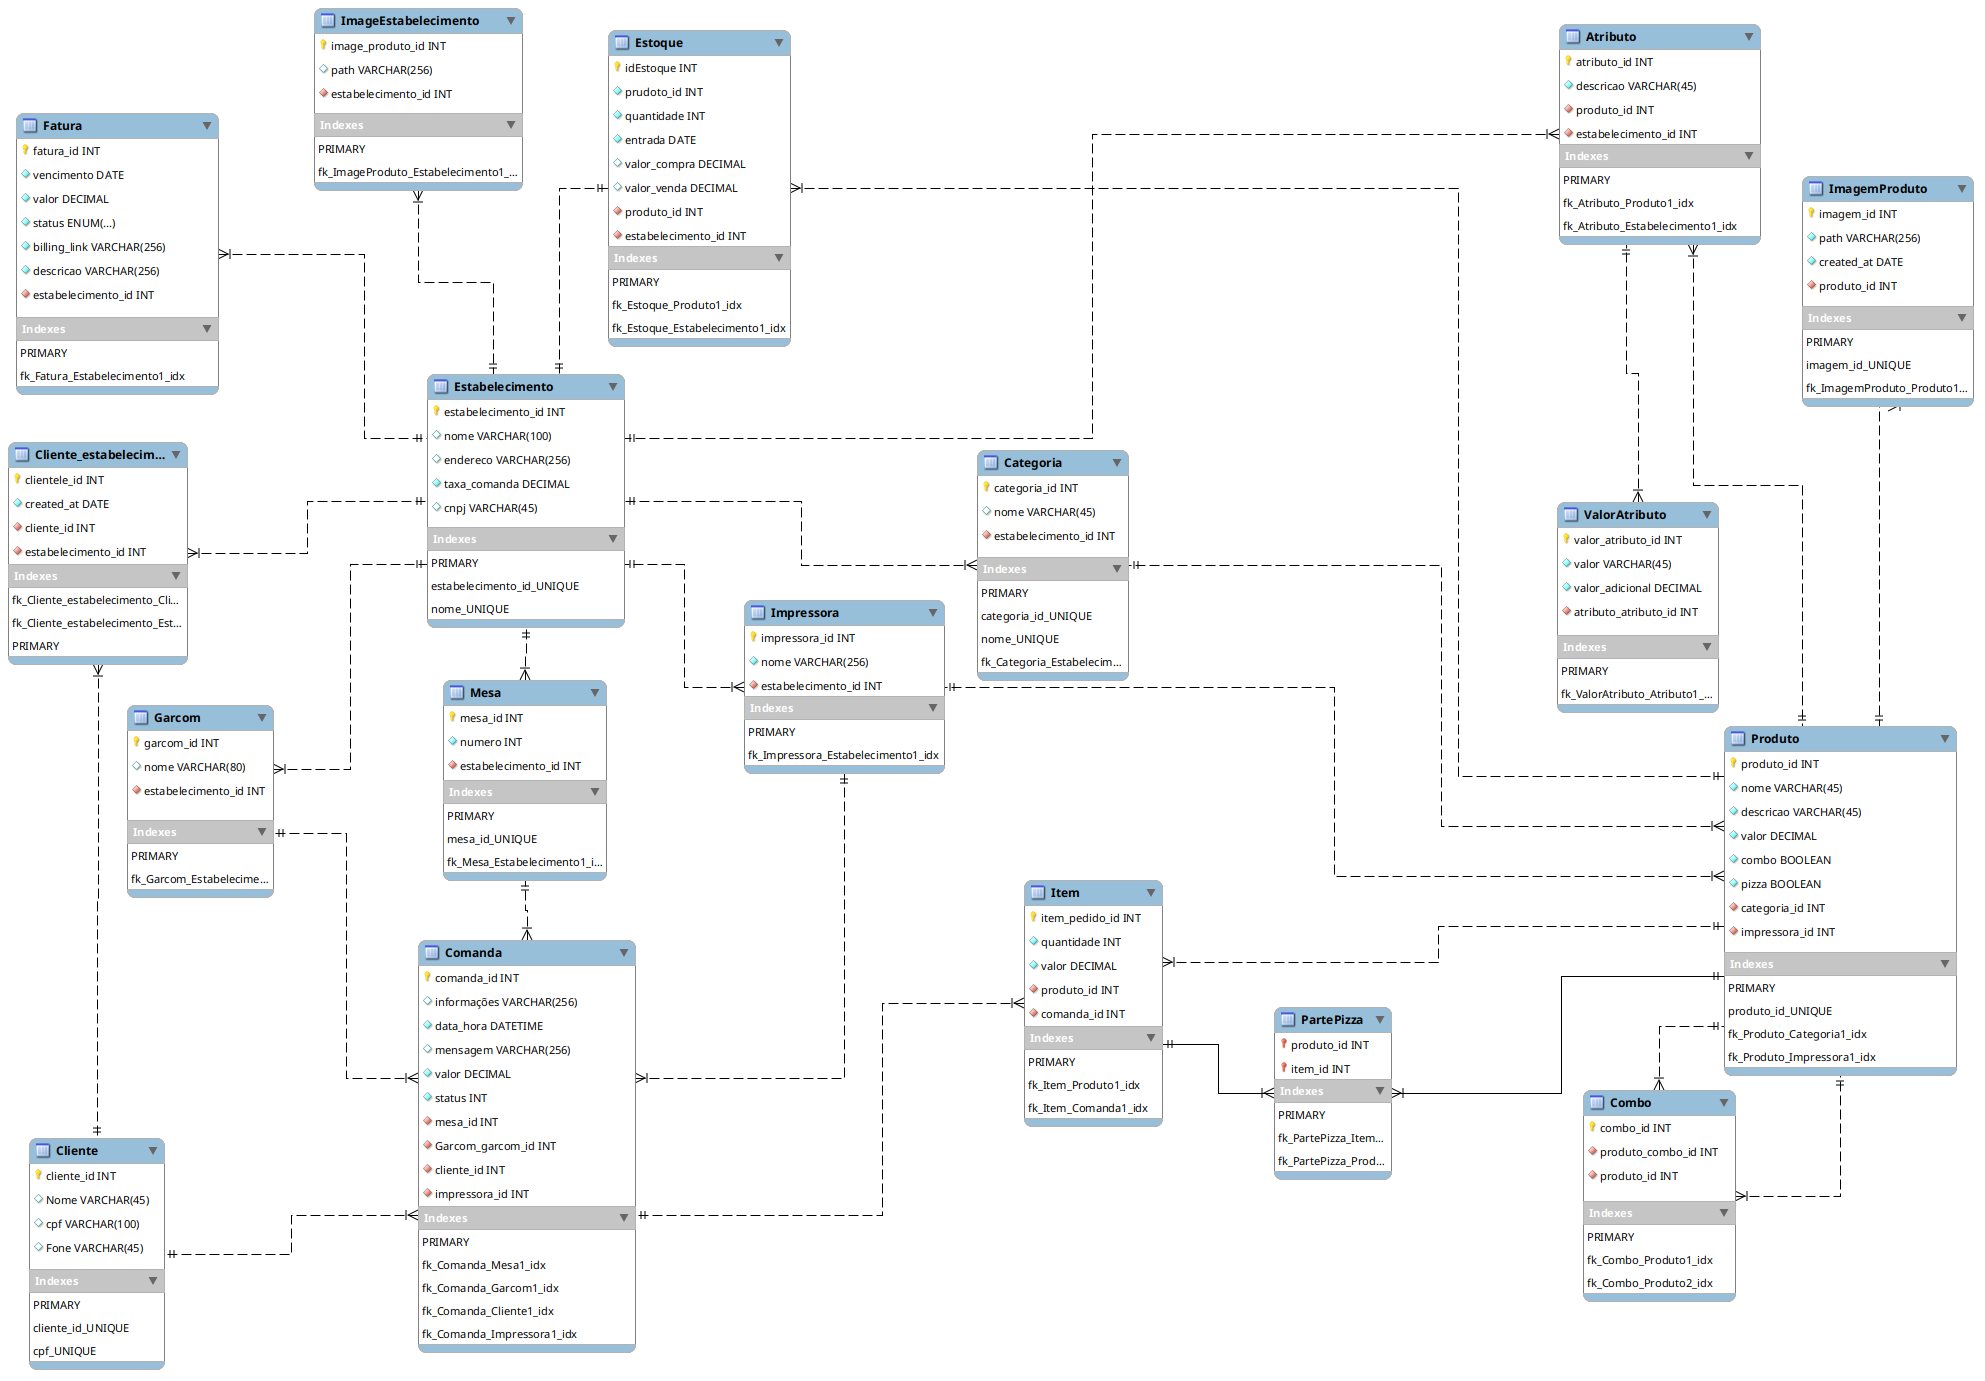 ImageEstabelecimento
image_produto_id INT
path VARCHAR(256)
estabelecimento_id INT
Indexes
PRIMARY
fk_ImageProduto_Estabelecimento1_...
Estoque
idEstoque INT
prudoto_id INT
quantidade INT
entrada DATE
valor_compra DECIMAL
valor_venda DECIMAL
produto_id INT
estabelecimento_id INT
Indexes
PRIMARY
fk_Estoque_Produto1_idx
fk_Estoque_Estabelecimento1_idx
Atributo
atributo_id INT
descricao VARCHAR(45)
produto_id INT
estabelecimento_id INT
Indexes
PRIMARY
fk_Atributo_Produto1_idx
fk_Atributo_Estabelecimento1_idx
Fatura
fatura_id INT
vencimento DATE
valor DECIMAL
status ENUM(...)
billing_link VARCHAR(256)
descricao VARCHAR(256)
estabelecimento_id INT
Indexes
PRIMARY
fk_Fatura_Estabelecimento1_idx
ImagemProduto
imagem_id INT
path VARCHAR(256)
created_at DATE
produto_id INT
Indexes
PRIMARY
imagem_id_UNIQUE
fk_ImagemProduto_Produto1...
Estabelecimento
estabelecimento_id INT
nome VARCHAR(100)
endereco VARCHAR(256)
taxa_comanda DECIMAL
cnpj VARCHAR(45)
Indexes
PRIMARY
estabelecimento_id_UNIQUE
nome_UNIQUE
Cliente_estabelecim...
clientele_id INT
created_at DATE
cliente_id INT
estabelecimento_id INT
Indexes
fk_Cliente_estabelecimento_Cli...
fk_Cliente_estabelecimento_Est...
PRIMARY
Categoria
categoria_id INT
nome VARCHAR(45)
estabelecimento_id INT
Indexes
PRIMARY
categoria_id_UNIQUE
nome_UNIQUE
fk_Categoria_Estabelecim...
ValorAtributo
valor_atributo_id INT
valor VARCHAR(45)
valor_adicional DECIMAL
atributo_atributo_id INT
Indexes
PRIMARY
fk_ValorAtributo_Atributo1_...
Impressora
impressora_id INT
nome VARCHAR(256)
estabelecimento_id INT
Indexes
PRIMARY
fk_Impressora_Estabelecimento1_idx
Mesa
mesa_id INT
numero INT
estabelecimento_id INT
Indexes
PRIMARY
mesa_id_UNIQUE
fk_Mesa_Estabelecimento1_i...
Garcom
garcom_id INT
nome VARCHAR(80)
estabelecimento_id INT
Indexes
PRIMARY
fk_Garcom_Estabelecime...
Produto
produto_id INT
nome VARCHAR(45)
descricao VARCHAR(45)
valor DECIMAL
combo BOOLEAN
pizza BOOLEAN
categoria_id INT
impressora_id INT
Indexes
PRIMARY
produto_id_UNIQUE
fk_Produto_Categoria1_idx
fk_Produto_Impressora1_idx
Item
item_pedido_id INT
quantidade INT
valor DECIMAL
produto_id INT
comanda_id INT
Indexes
PRIMARY
fk_Item_Produto1_idx
fk_Item_Comanda1_idx
Comanda
comanda_id INT
informações VARCHAR(256)
data_hora DATETIME
mensagem VARCHAR(256)
valor DECIMAL
status INT
mesa_id INT
Garcom_garcom_id INT
cliente_id INT
impressora_id INT
Indexes
PRIMARY
fk_Comanda_Mesa1_idx
fk_Comanda_Garcom1_idx
fk_Comanda_Cliente1_idx
fk_Comanda_Impressora1_idx
PartePizza
produto_id INT
item_id INT
Indexes
PRIMARY
fk_PartePizza_Item...
fk_PartePizza_Prod...
Combo
combo_id INT
produto_combo_id INT
produto_id INT
Indexes
PRIMARY
fk_Combo_Produto1_idx
fk_Combo_Produto2_idx
Cliente
cliente_id INT
Nome VARCHAR(45)
cpf VARCHAR(100)
Fone VARCHAR(45)
Indexes
PRIMARY
cliente_id_UNIQUE
cpf_UNIQUE